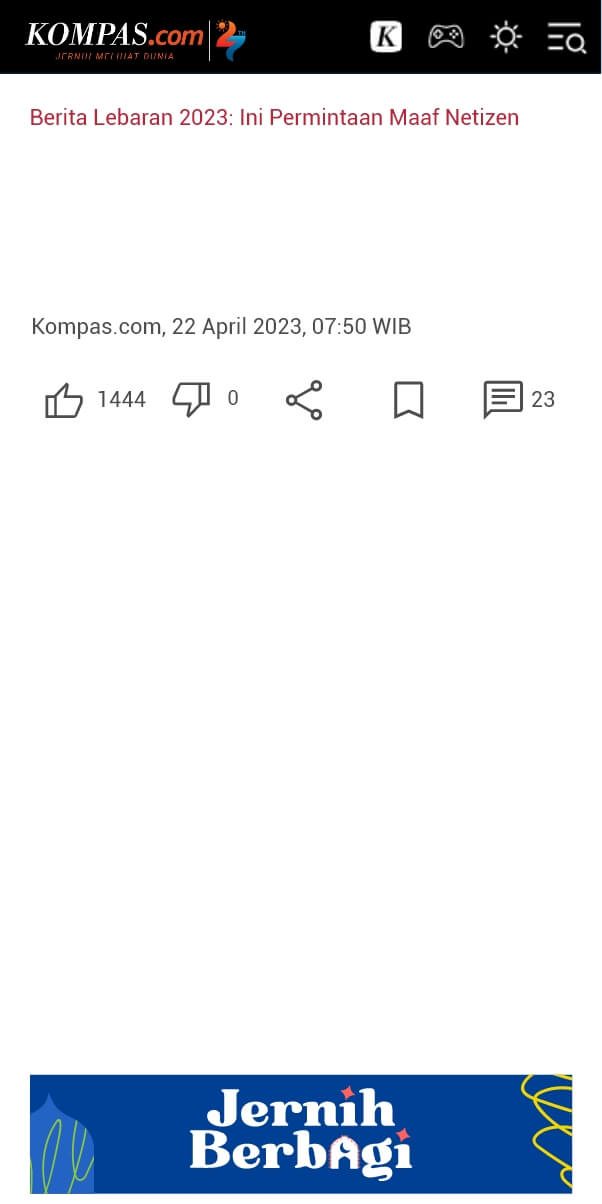 KOMPAS.com
JERNIH MELIHAT DUNIA
K
Berita Lebaran 2023: Ini Permintaan Maaf Netizen
Kompas.com, 22 April 2023, 07:50 WIB
1444 0 23
Jernih
Berbagi